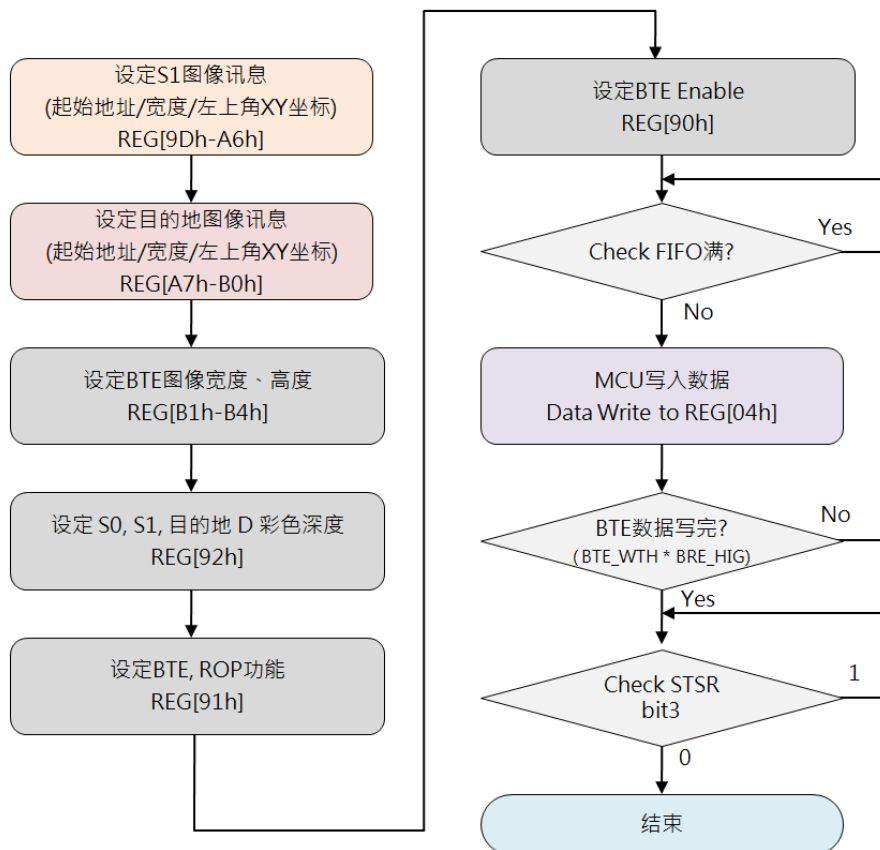 设定S1图像讯息
(起始地址/宽度/左上角XY坐标)
REG[9Dh-A6h]
设定目的地图像讯息
(起始地址/宽度/左上角XY坐标)
REG[A7h-B0h]
设定BTE图像宽度、高度
REG[B1h-B4h]
设定 S0, S1, 目的地 D 彩色深度
REG[92h]
设定BTE, ROP功能
REG[91h]
设定BTE Enable
REG[90h]
Check FIFO满?
Yes
No
MCU写入数据
Data Write to REG[04h]
BTE数据写完?
( BTE_WTH * BRE_HIG)
No
Yes
Check STSR
bit3
1
0
结束